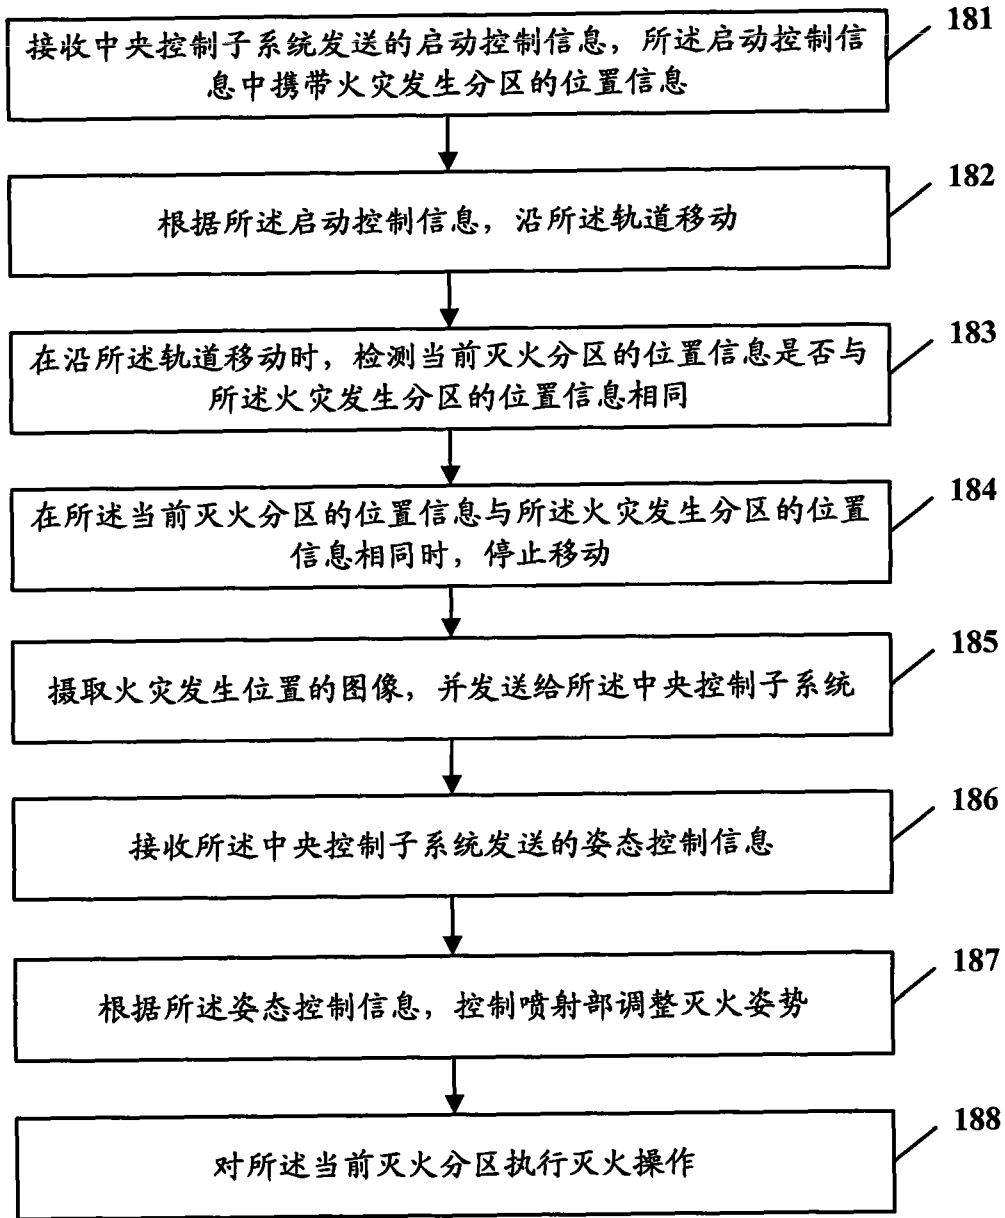 接收中央控制子系统发送的启动控制信息，所述启动控制信
息中携带火灾发生分区的位置信息
181
根据所述启动控制信息，沿所述轨道移动
182
在沿所述轨道移动时，检测当前灭火分区的位置信息是否与
所述火灾发生分区的位置信息相同
183
在所述当前灭火分区的位置信息与所述火灾发生分区的位置
信息相同时，停止移动
184
摄取火灾发生位置的图像，并发送给所述中央控制子系统
185
接收所述中央控制子系统发送的姿态控制信息
186
根据所述姿态控制信息，控制喷射部调整灭火姿势
187
对所述当前灭火分区执行灭火操作
188